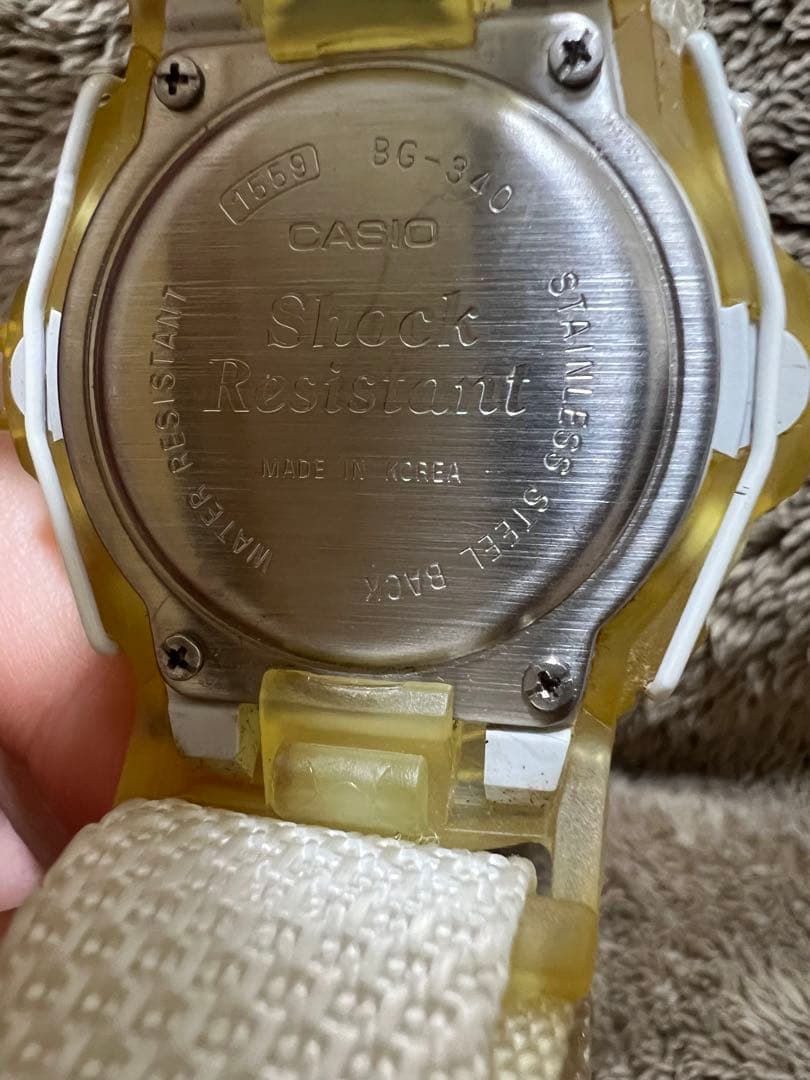 1559 BG-340
CASIO
Shock
Resistant
MADE IN KOREA
WATER RESISTANT
STAINLESS STEEL BACK